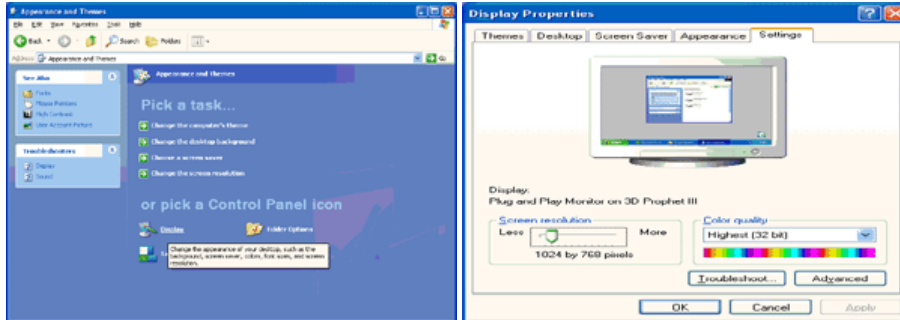 Appearance and Themes
File Edit View Favorites Tools Help
Back Search Folders
Address Appearance and Themes Go
See Also
Fonts
Mouse Pointers
High Contrast
User Account Picture
Troubleshooters
Display
Sound
Appearance and Themes
Pick a task...
Change the computer's theme
Change the desktop background
Choose a screen saver
Change the screen resolution
or pick a Control Panel icon
Display Folder Options
Change the appearance of your desktop, such as the
background, screen saver, colors, font sizes, and screen
resolution.
Display Properties
Themes Desktop Screen Saver Appearance Settings
Display:
Plug and Play Monitor on 3D Prophet III
Screen resolution
Less More
1024 by 768 pixels
Color quality
Highest (32 bit)
Troubleshoot... Advanced
OK Cancel Apply